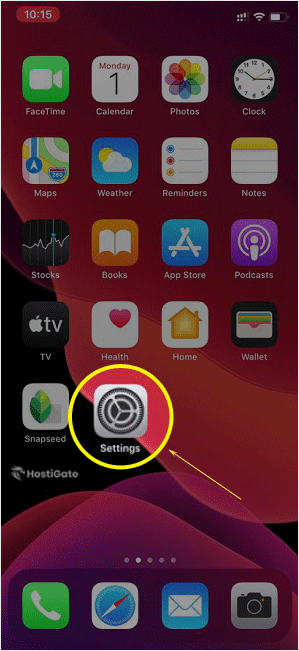 10:15
FaceTime
Monday
1
Calendar
Photos
Clock
Maps
280
Weather
Reminders
Notes
Stocks
Books
App Store
Podcasts
tv
TV
Health
Home
Wallet
Snapseed
Settings
HostiGate